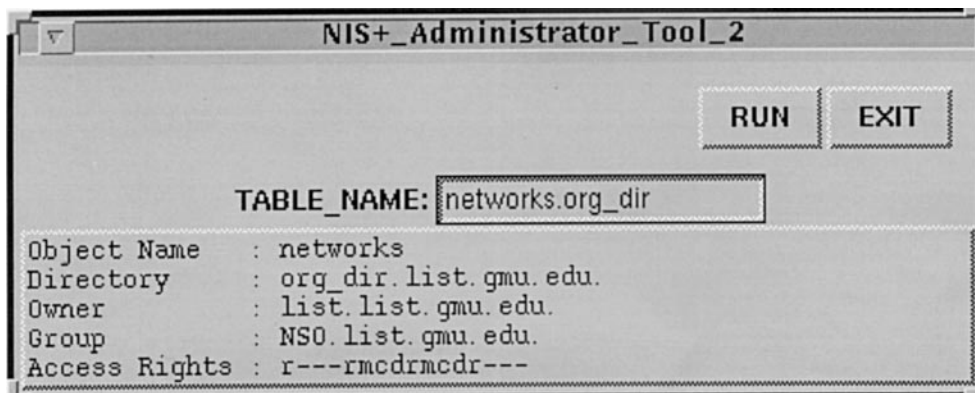 NIS+_Administrator_Tool_2
RUN EXIT
TABLE_NAME: networks.org_dir
Object Name : networks
Directory : org_dir.list.gmu.edu.
Owner : list.list.gmu.edu.
Group : NSO.list.gmu.edu.
Access Rights : r---rmcdrmcdr---